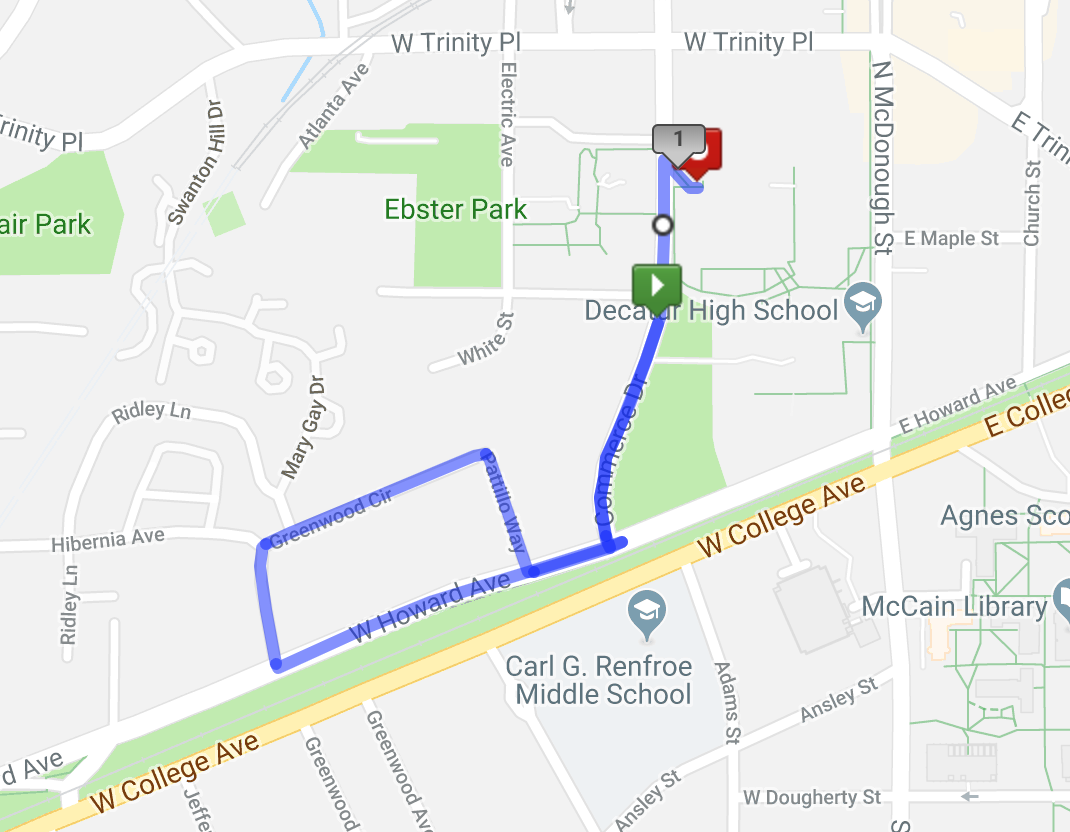 W Trinity Pl
W Trinity Pl
Trinity Pl
E Trin
Electric Ave
Atlanta Ave
N McDonough St
Swanton Hill Dr
1
Church St
air Park
Ebster Park
E Maple St
Decatur High School
White St
Commerce Dr
Ridley Ln
Mary Gay Dr
E Howard Ave
E Colle
Pattillo Way
Greenwood Cir
W College Ave
Agnes Sco
Hibernia Ave
Ridley Ln
W Howard Ave
McCain Library
Carl G. Renfroe
Middle School
Adams St
Ansley St
d Ave
W College Ave
Greenwood Av
Greenwood
Jeffe
Ansley St
W Dougherty St
S